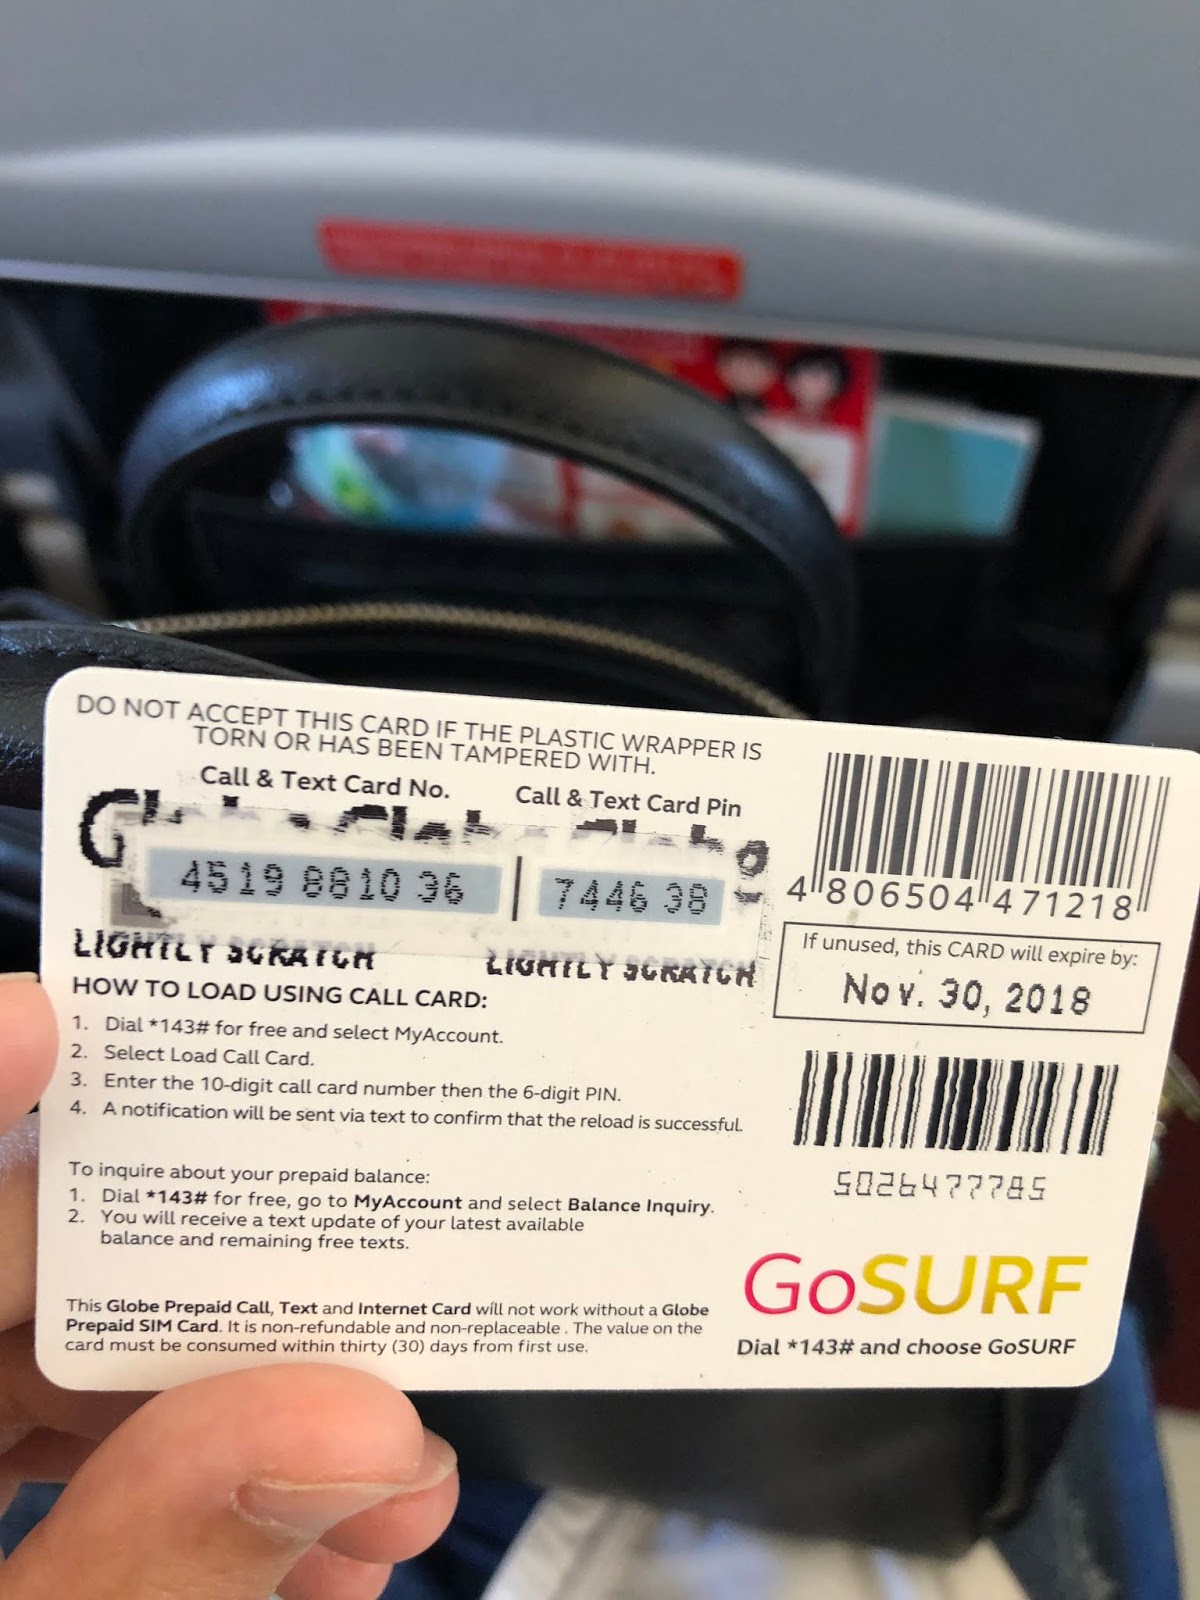 DO NOT ACCEPT THIS CARD IF THE PLASTIC WRAPPER IS
TORN OR HAS BEEN TAMPERED WITH.
Call & Text Card No.
Call & Text Card Pin
4519 8810 36
7446 38
LIGHTLY SCRATCH
LIGHTLY SCRATCH
HOW TO LOAD USING CALL CARD:
1. Dial *143# for free and select MyAccount.
2. Select Load Call Card.
3. Enter the 10-digit call card number then the 6-digit PIN.
4. A notification will be sent via text to confirm that the reload is successful.
To inquire about your prepaid balance:
1. Dial *143# for free, go to MyAccount and select Balance Inquiry.
2. You will receive a text update of your latest available
balance and remaining free texts.
This Globe Prepaid Call, Text and Internet Card will not work without a Globe
Prepaid SIM Card. It is non-refundable and non-replaceable . The value on the
card must be consumed within thirty (30) days from first use.
4 806504 471218
If unused, this CARD will expire by:
Nov. 30, 2018
5026477785
GoSURF
Dial *143# and choose GoSURF